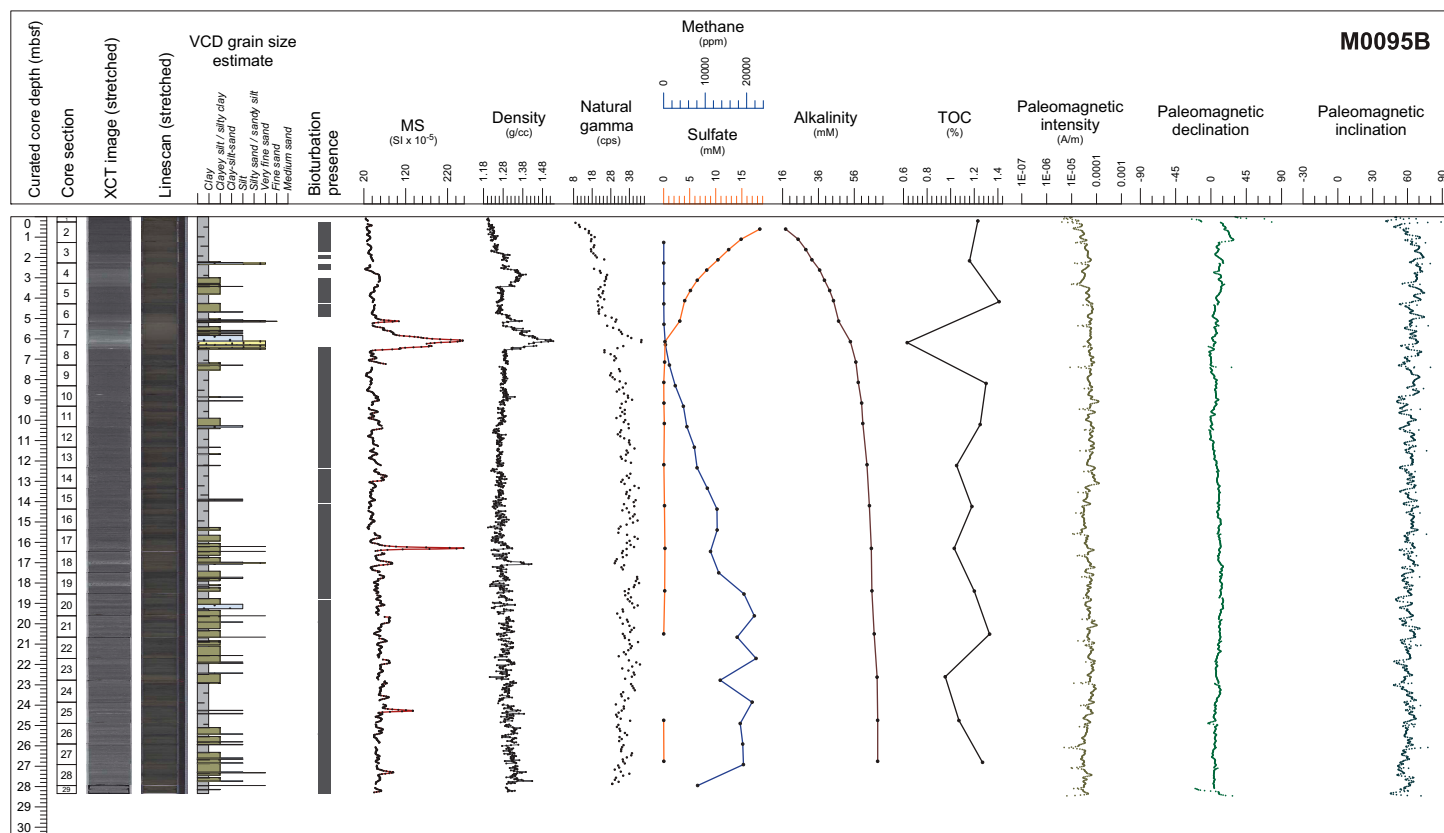 M0095B
Curated core depth (mbsf)
Core section
XCT image (stretched)
Linescan (stretched)
VCD grain size
estimate
Clay
Clayey silt / silty clay
Clay-silt-sand
Silt
Silty sand / sandy silt
Very fine sand
Fine sand
Medium sand
Bioturbation
presence
MS
(SI x 10-5)
20 120 220
Density
(g/cc)
1.18 1.28 1.38 1.48
Natural
gamma
(cps)
8 18 28 38
Methane
(ppm)
0 10000 20000
Sulfate
(mM)
0 5 10 15
Alkalinity
(mM)
16 36 56
TOC
(%)
16 0.6 0.8 1 1.2 1.4
Paleomagnetic
intensity
(A/m)
1E-07 1E-06 1E-05 0.0001 0.001
Paleomagnetic
declination
-90 -45 0 45 90
Paleomagnetic
inclination
-30 0 30 60 90
0
1
2
3
4
5
6
7
8
9
10
11
12
13
14
15
16
17
18
19
20
21
22
23
24
25
26
27
28
29
30
1
2
3
4
5
6
7
8
9
10
11
12
13
14
15
16
17
18
19
20
21
22
23
24
25
26
27
28
29